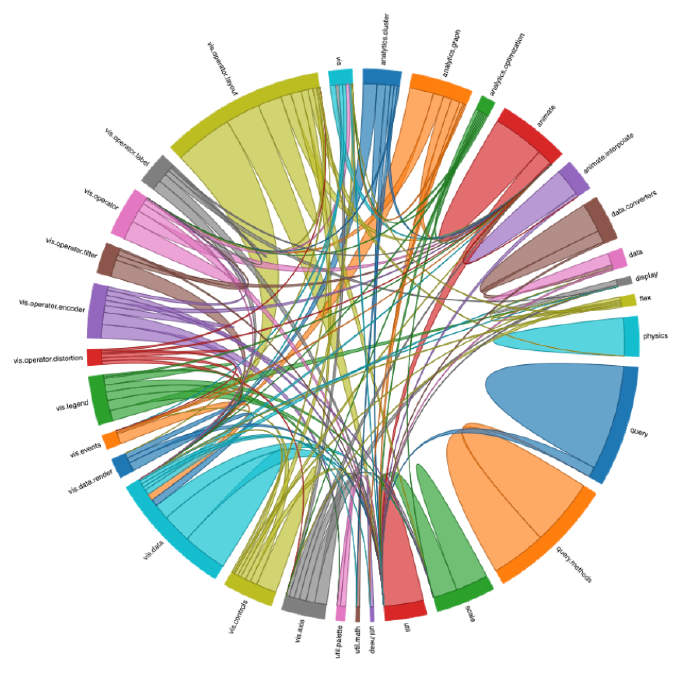 vis
analytics.cluster
analytics.graph
analytics.optimization
animate
animate.interpolate
data.converters
data
display
flex
physics
query
query.methods
scale
util
util.heap
util.math
util.palette
vis.axis
vis.controls
vis.data
vis.data.render
vis.events
vis.legend
vis.operator.distortion
vis.operator.encoder
vis.operator.filter
vis.operator
vis.operator.label
vis.operator.layout